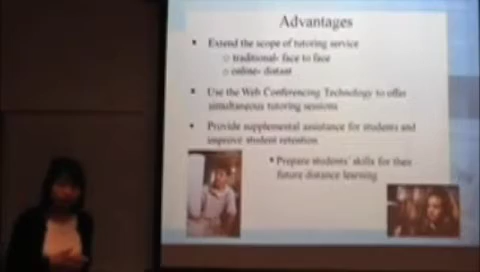 Advantages
• Extend the scope of tutoring service
o traditional- face to face
o online- distant
• Use the Web Conferencing Technology to offer
simultaneous tutoring sessions
• Provide supplemental assistance for students and
improve student retention
• Prepare students' skills for their
future distance learning